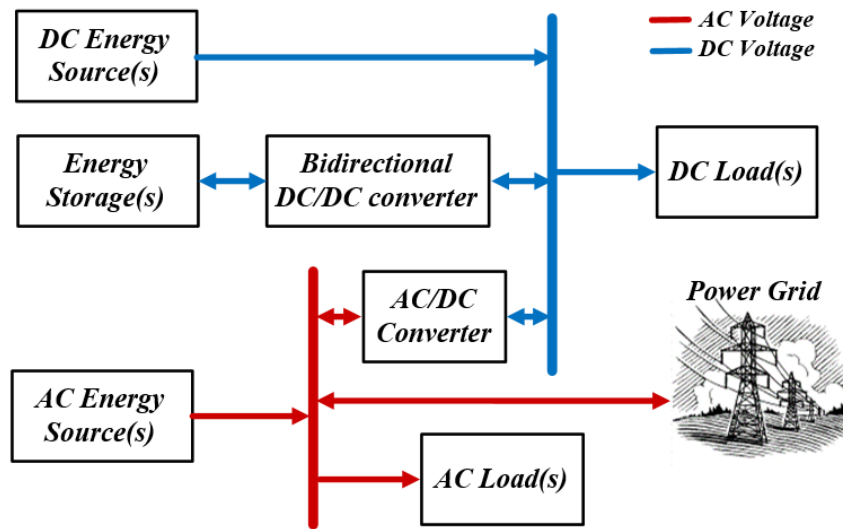 DC Energy
Source(s)
AC Voltage
DC Voltage
Energy
Storage(s)
Bidirectional
DC/DC converter
DC Load(s)
AC/DC
Converter
Power Grid
AC Energy
Source(s)
AC Load(s)